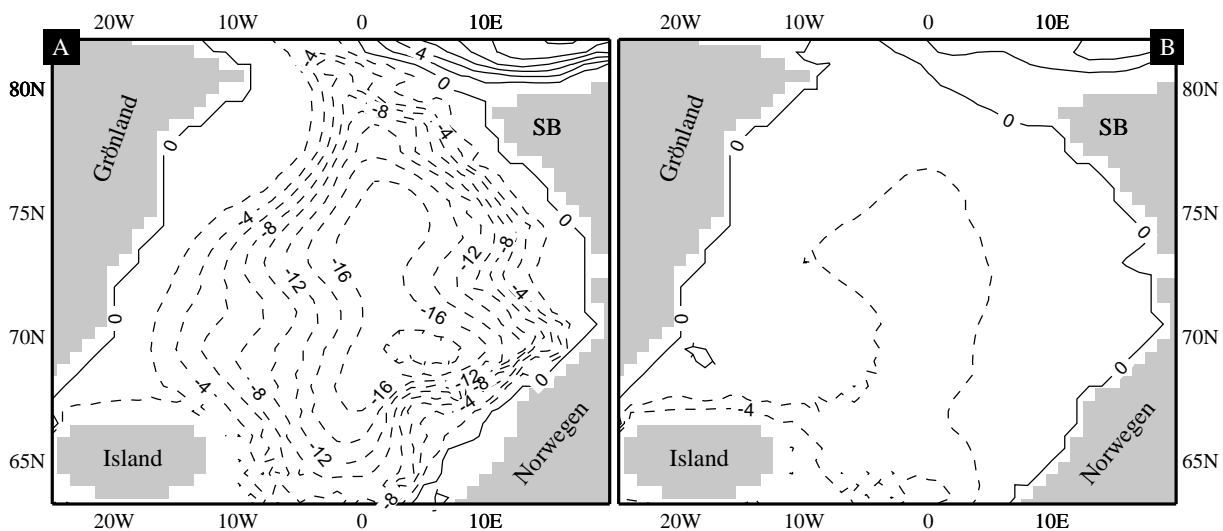 20W 10W 0 10E 20W 10W 0 10E
A B
80N 80N
75N 75N
70N 70N
65N 65N
Grönland SB Island Norwegen
0 -4 4 0 -8 -4 0 -4 -8 -12 -8 -16 -12 -4 -16 0 -4 -8 -16 -12 -8 -4 0 -12 -8
Grönland SB Island Norwegen
0 0 0 0 0 -4
20W 10W 0 10E 20W 10W 0 10E